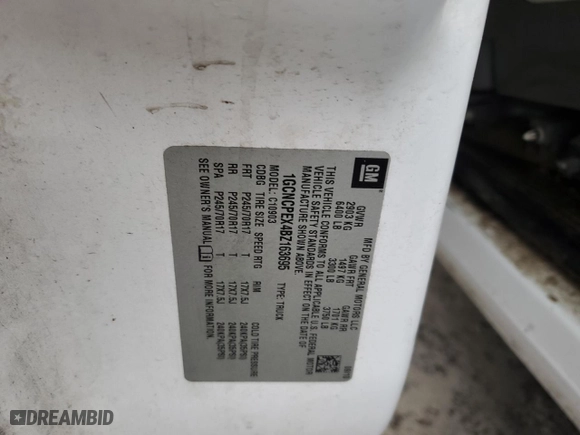 GM
MFD BY GENERAL MOTORS LLC
GVWR GAWR FRT GAWR RR
2903 KG 1497 KG 1701 KG
6400 LB 3300 LB 3750 LB
THIS VEHICLE CONFORMS TO ALL APPLICABLE U.S. FEDERAL MOTOR
VEHICLE SAFETY STANDARDS IN EFFECT ON THE DATE OF
MANUFACTURE SHOWN ABOVE.
1GCNCPEX4BZ163695 TYPE: TRUCK
MODEL: C10903
CDBG TIRE SIZE SPEED RTG RIM COLD TIRE PRESSURE
FRT P245/70R17 T 17X7.5J 240KPA(35PSI)
RR P245/70R17 T 17X7.5J 240KPA(35PSI)
SPA P245/70R17 T 17X7.5J 240KPA(35PSI)
SEE OWNER'S MANUAL FOR MORE INFORMATION.
DREAMBID